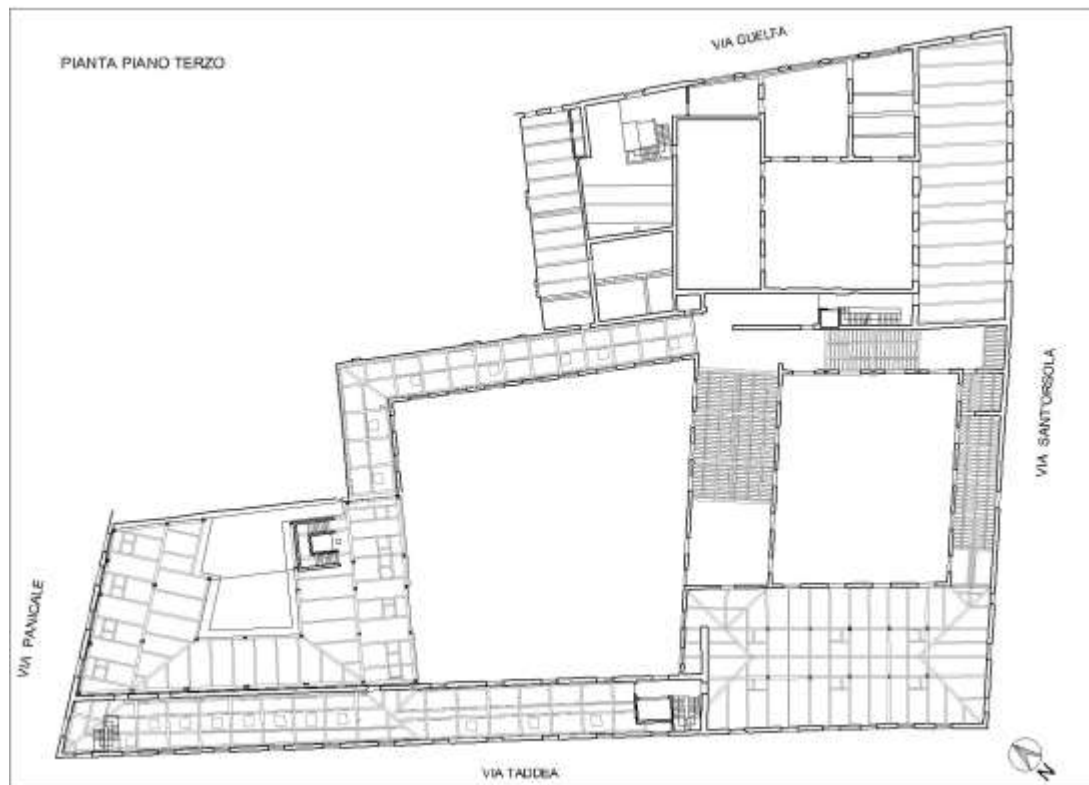 VIA GUELFA
PIANTA PIANO TERZO
VIA SANT'ORSOLA
VIA PANICALE
VIA TADDEA
N